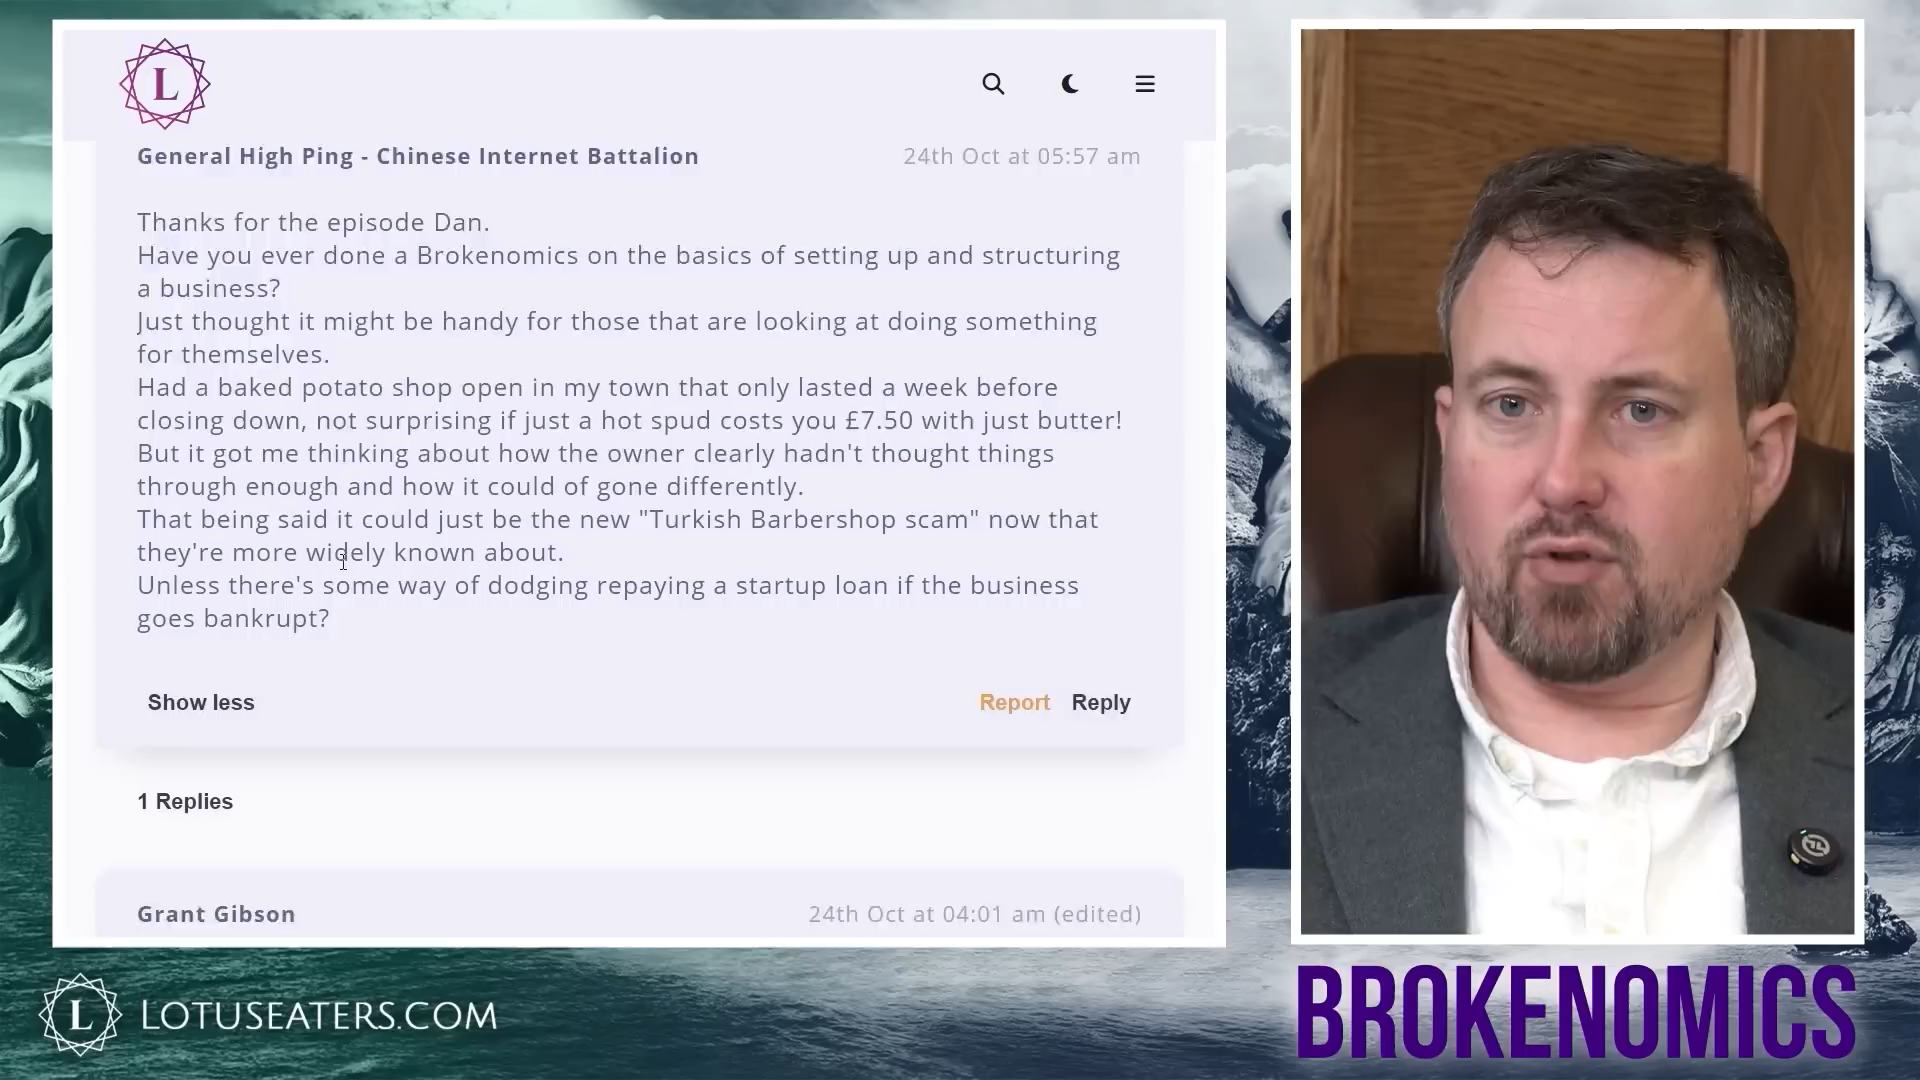 L
General High Ping - Chinese Internet Battalion
24th Oct at 05:57 am
Thanks for the episode Dan.
Have you ever done a Brokenomics on the basics of setting up and structuring
a business?
Just thought it might be handy for those that are looking at doing something
for themselves.
Had a baked potato shop open in my town that only lasted a week before
closing down, not surprising if just a hot spud costs you £7.50 with just butter!
But it got me thinking about how the owner clearly hadn't thought things
through enough and how it could of gone differently.
That being said it could just be the new "Turkish Barbershop scam" now that
they're more widely known about.
Unless there's some way of dodging repaying a startup loan if the business
goes bankrupt?
Show less
Report Reply
1 Replies
Grant Gibson
24th Oct at 04:01 am (edited)
L LOTUSEATERS.COM
BROKENOMICS